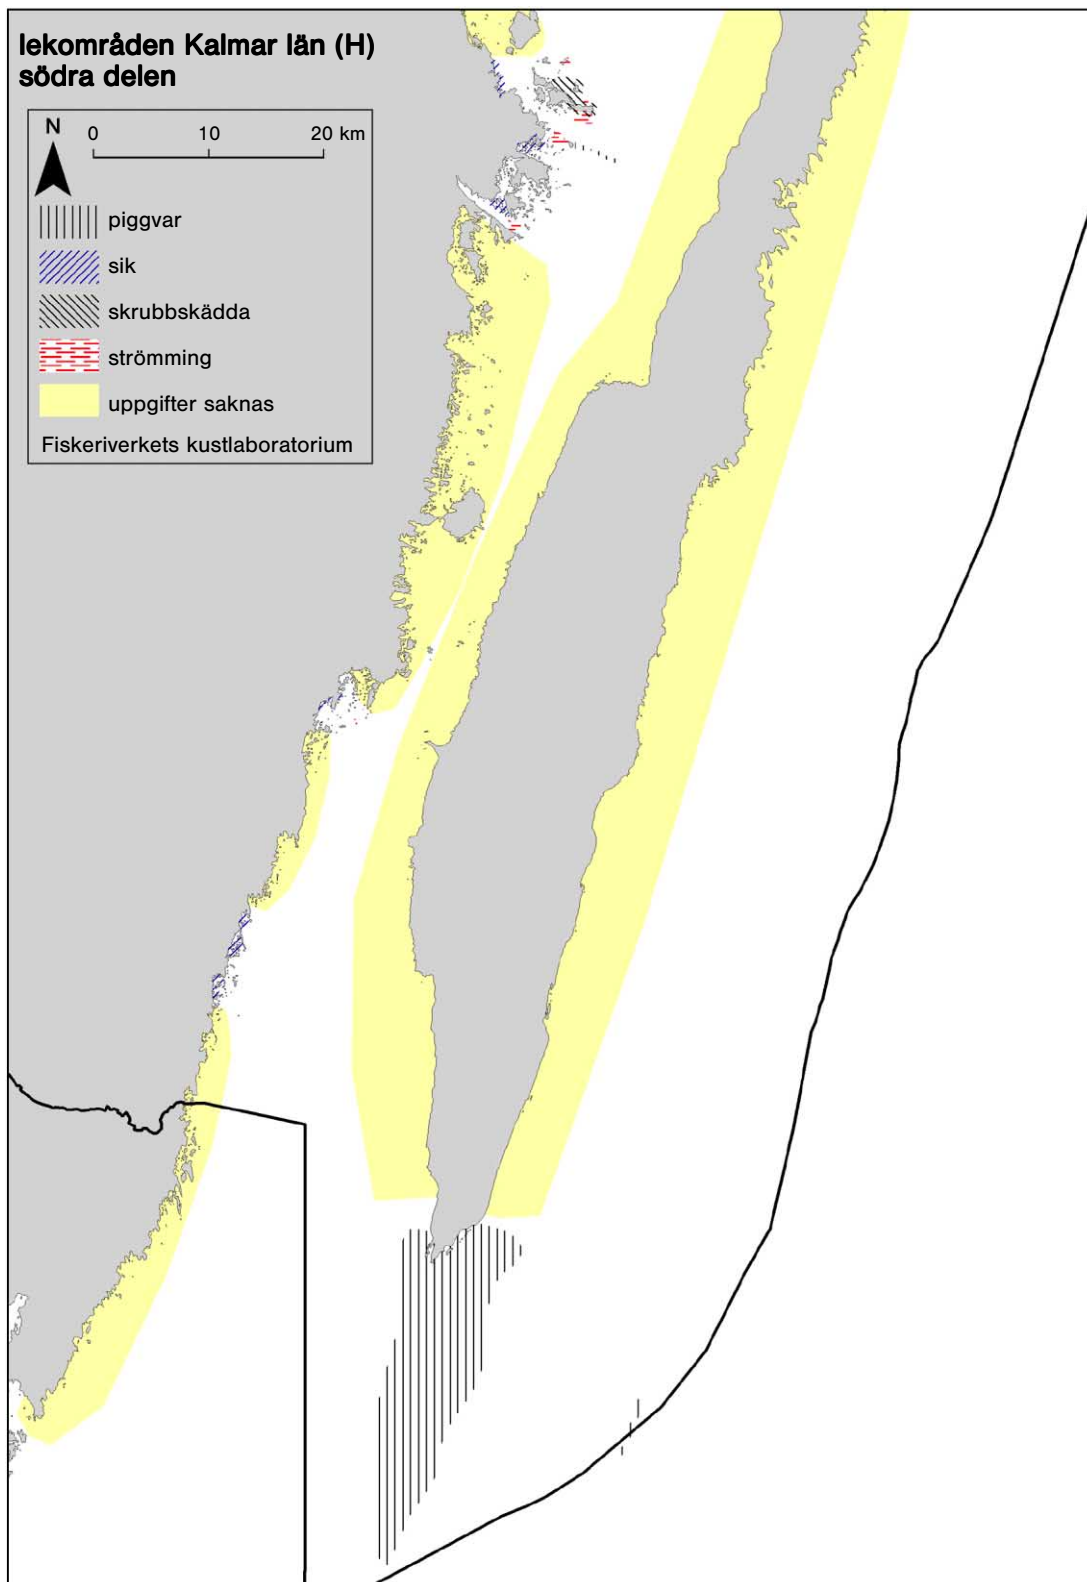 lekområden Kalmar län (H)
södra delen
N
0 10 20 km
piggvar
sik
skrubbskädda
strömming
uppgifter saknas
Fiskeriverkets kustlaboratorium